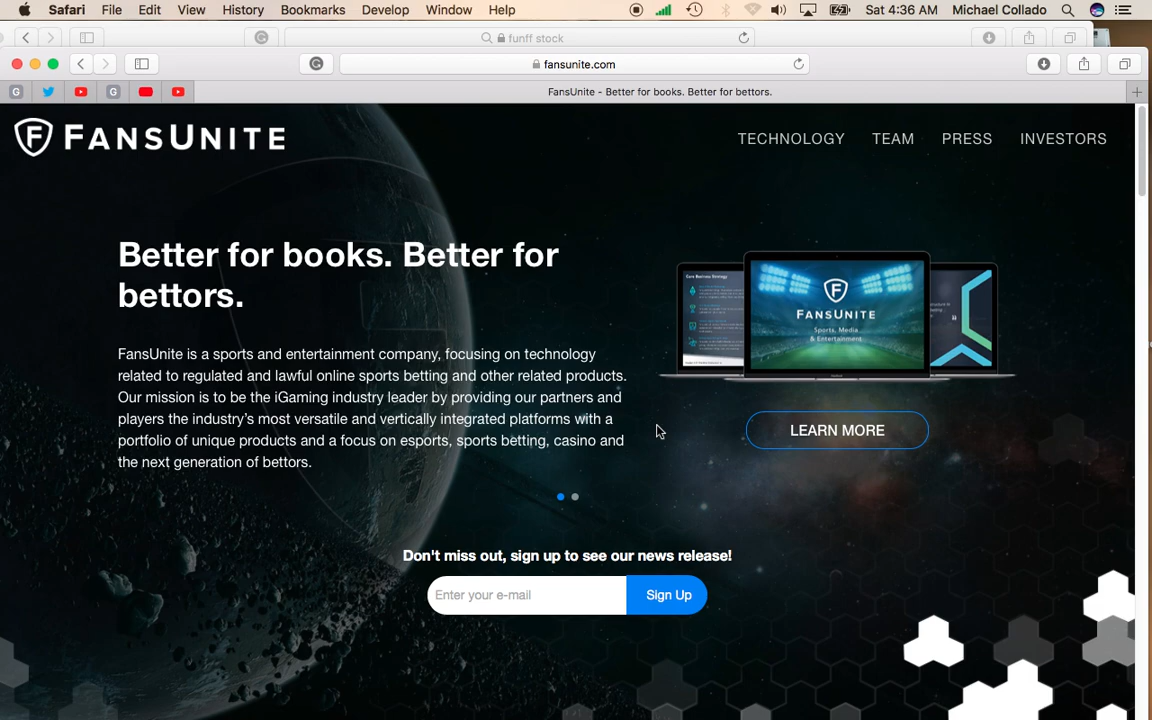 Safari File Edit View History Bookmarks Develop Window Help Sat 4:36 AM Michael Collado
funff stock
fansunite.com
FansUnite - Better for books. Better for bettors.
FANSUNITE
TECHNOLOGY TEAM PRESS INVESTORS
Better for books. Better for
bettors.
FansUnite is a sports and entertainment company, focusing on technology
related to regulated and lawful online sports betting and other related products.
Our mission is to be the iGaming industry leader by providing our partners and
players the industry's most versatile and vertically integrated platforms with a
portfolio of unique products and a focus on esports, sports betting, casino and
the next generation of bettors.
FANSUNITE
Sports, Media
& Entertainment
LEARN MORE
Don't miss out, sign up to see our news release!
Enter your e-mail
Sign Up